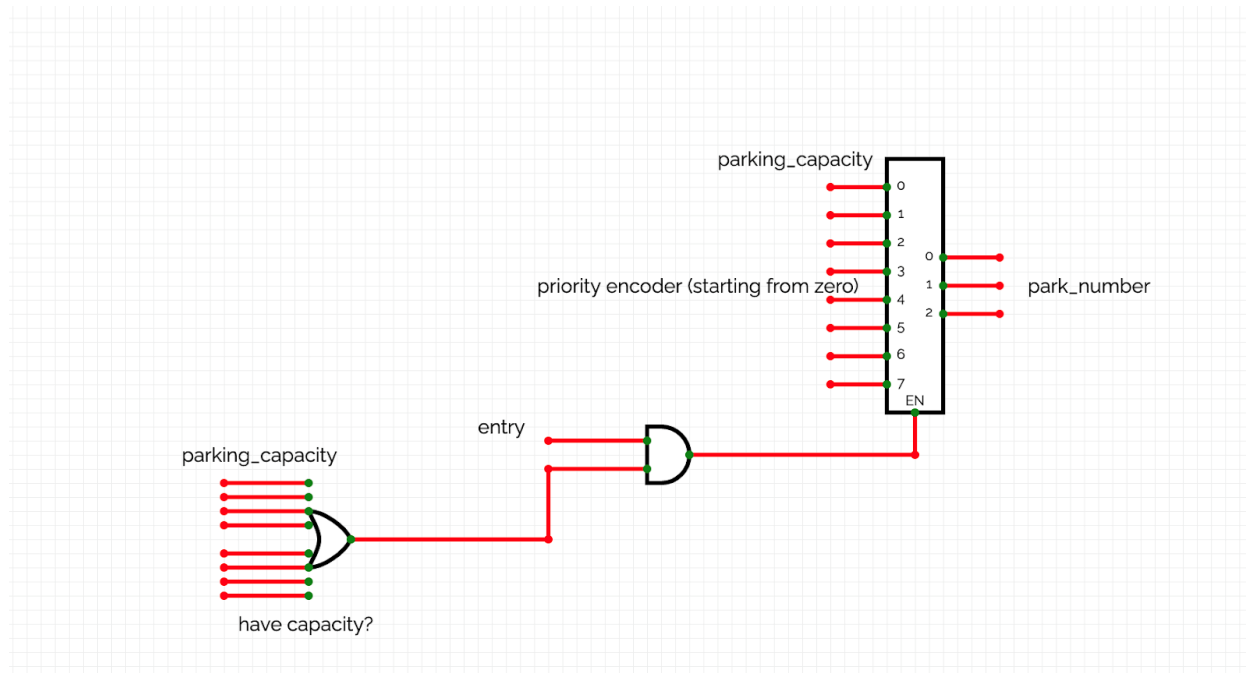 parking_capacity
0
1
2
3
4
5
6
7
EN
0
1
2
priority encoder (starting from zero)
park_number
entry
parking_capacity
have capacity?